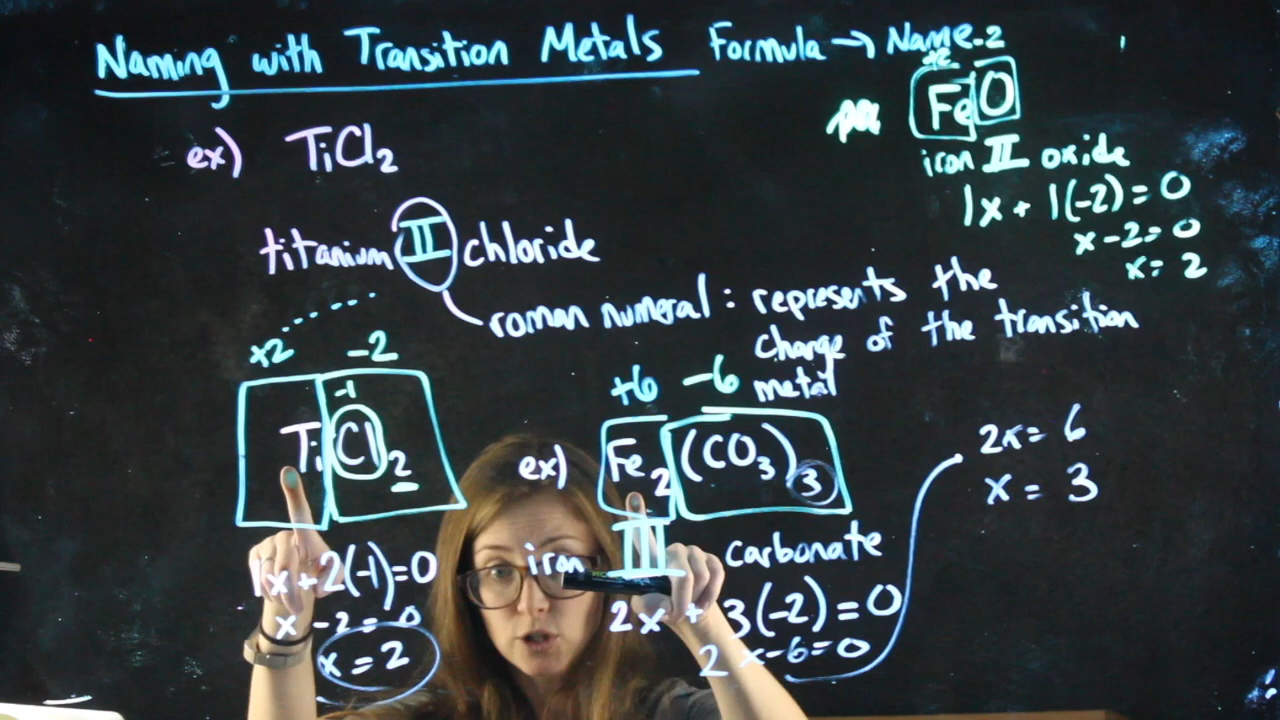 Naming with Transition Metals Formula → Name
-2
+2
FeO
ex) TiCl2
iron II oxide
1x + 1(-2) = 0
x - 2 = 0
x = 2
titanium II chloride
roman numeral : represents the
charge of the transition
metal
+2 -2
-1
TiCl2
+6 -6
ex) Fe2(CO3)3
iron III carbonate
1x + 2(-1) = 0
x - 2 = 0
x = 2
2x + 3(-2) = 0
2x - 6 = 0
2x = 6
x = 3